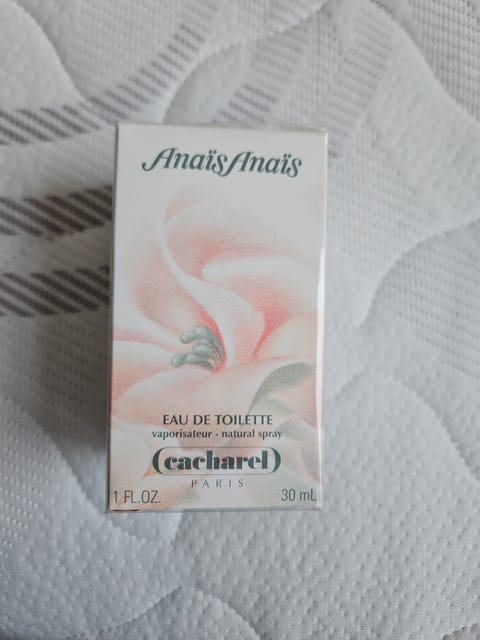 Anaïs Anaïs
EAU DE TOILETTE
vaporisateur - natural spray
(cacharel)
PARIS
1 FL.OZ. 30 mL